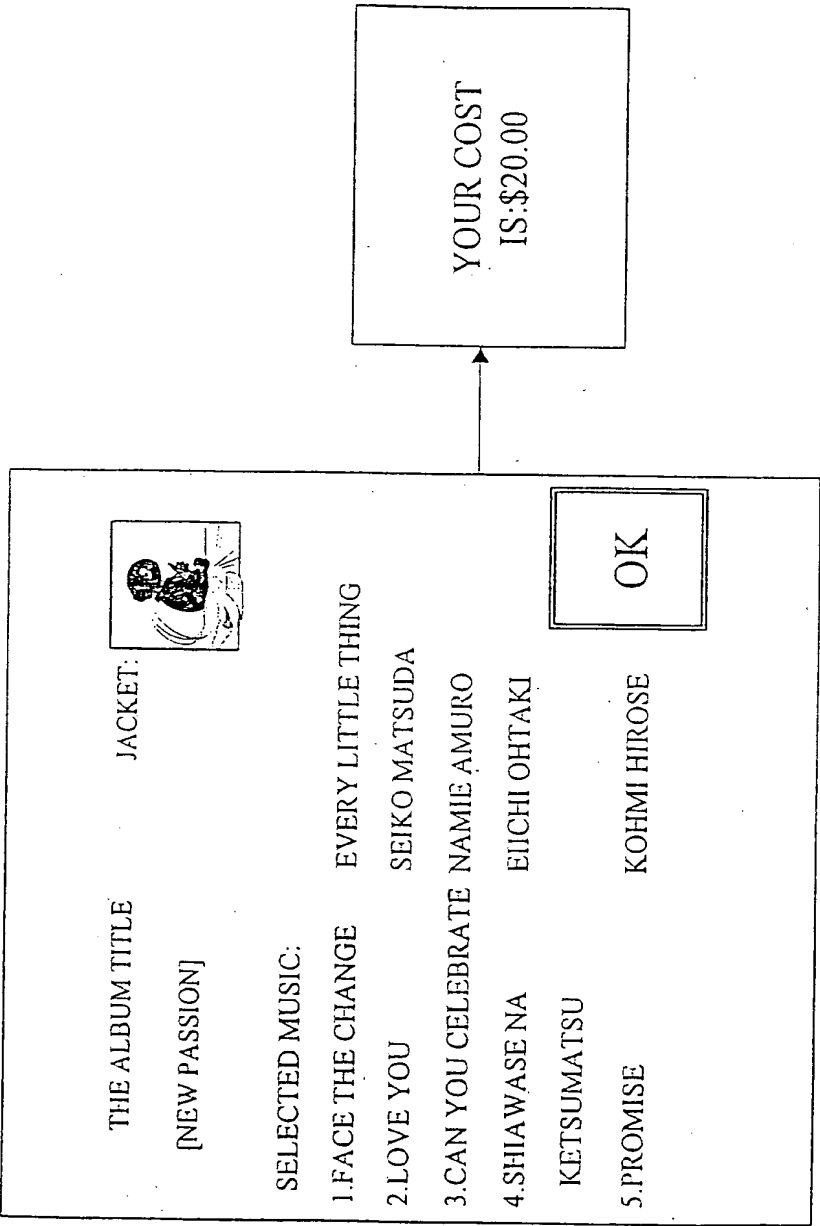 THE ALBUM TITLE JACKET:
[NEW PASSION]
SELECTED MUSIC:
1.FACE THE CHANGE EVERY LITTLE THING
2.LOVE YOU SEIKO MATSUDA
3.CAN YOU CELEBRATE NAMIE AMURO
4.SHIAWASE NA EIICHI OHTAKI
KETSUMATSU
5.PROMISE KOHMI HIROSE
OK
YOUR COST
IS:$20.00